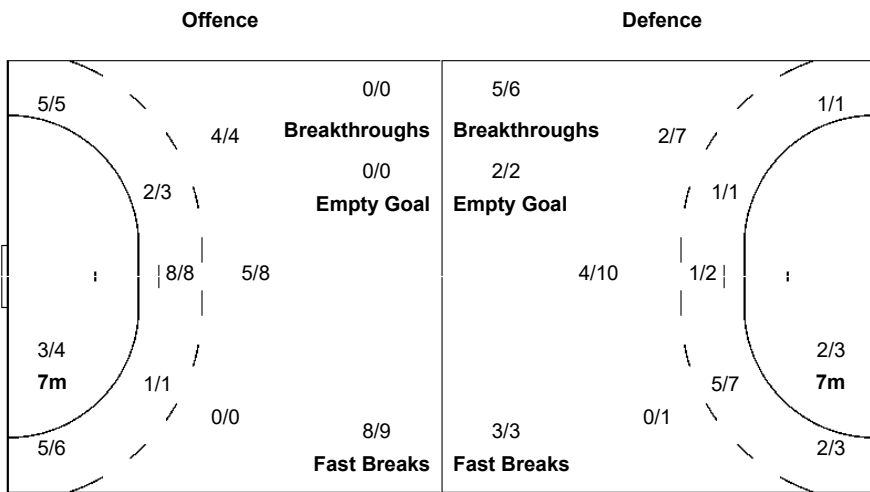 Offence Defence
0/0 5/6
5/5 1/1
Breakthroughs Breakthroughs
4/4 2/7
0/0 2/2
2/3 1/1
Empty Goal Empty Goal
8/8 5/8 4/10 1/2
3/4 2/3
7m 7m
1/1 5/7
0/0 0/1
8/9 3/3
5/6 2/3
Fast Breaks Fast Breaks